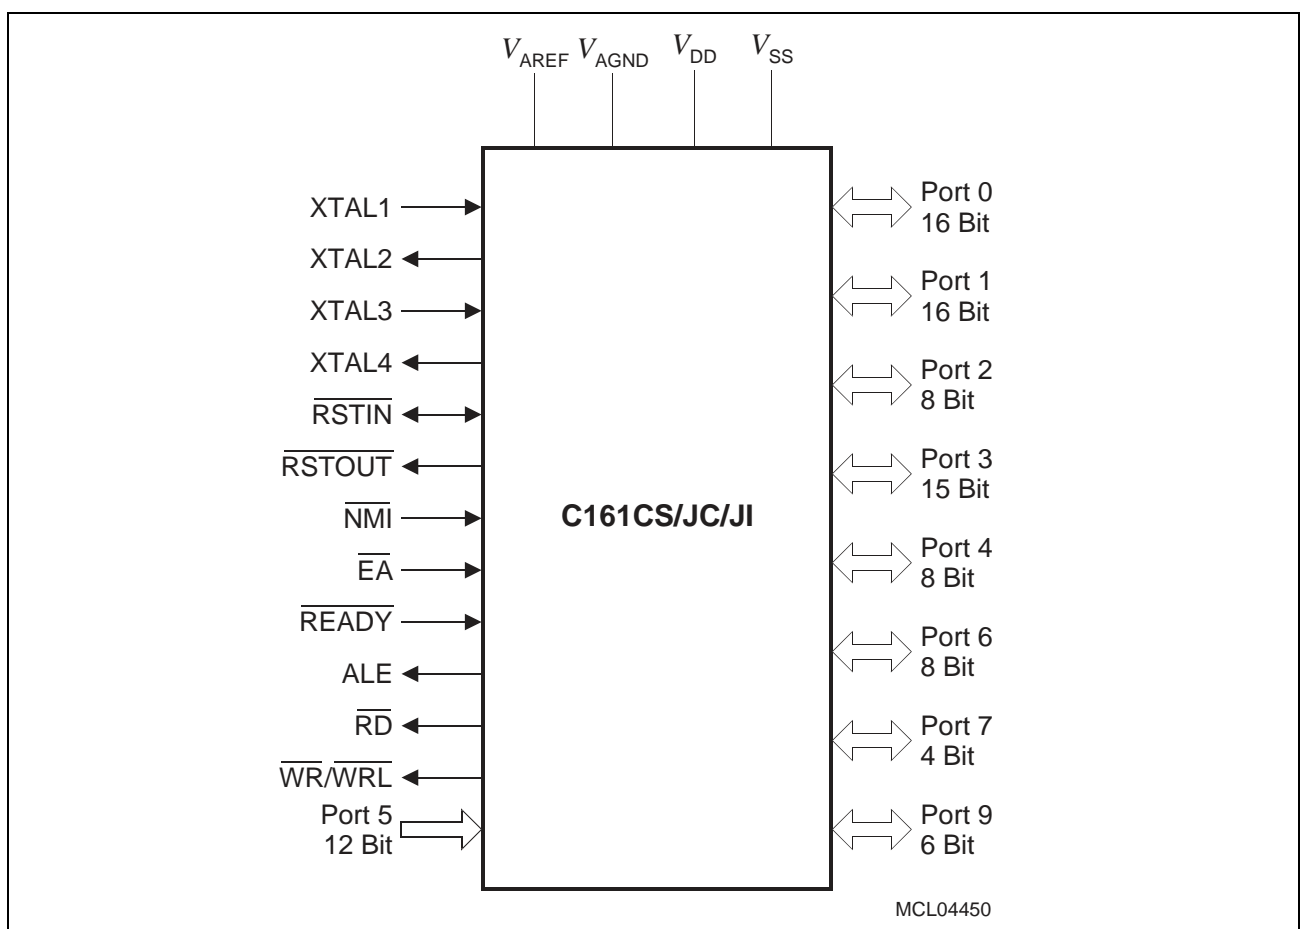 VAREF VAGND VDD VSS
XTAL1
XTAL2
XTAL3
XTAL4
RSTIN
RSTOUT
NMI
EA
READY
ALE
RD
WR/WRL
Port 5
12 Bit
C161CS/JC/JI
Port 0
16 Bit
Port 1
16 Bit
Port 2
8 Bit
Port 3
15 Bit
Port 4
8 Bit
Port 6
8 Bit
Port 7
4 Bit
Port 9
6 Bit
MCL04450